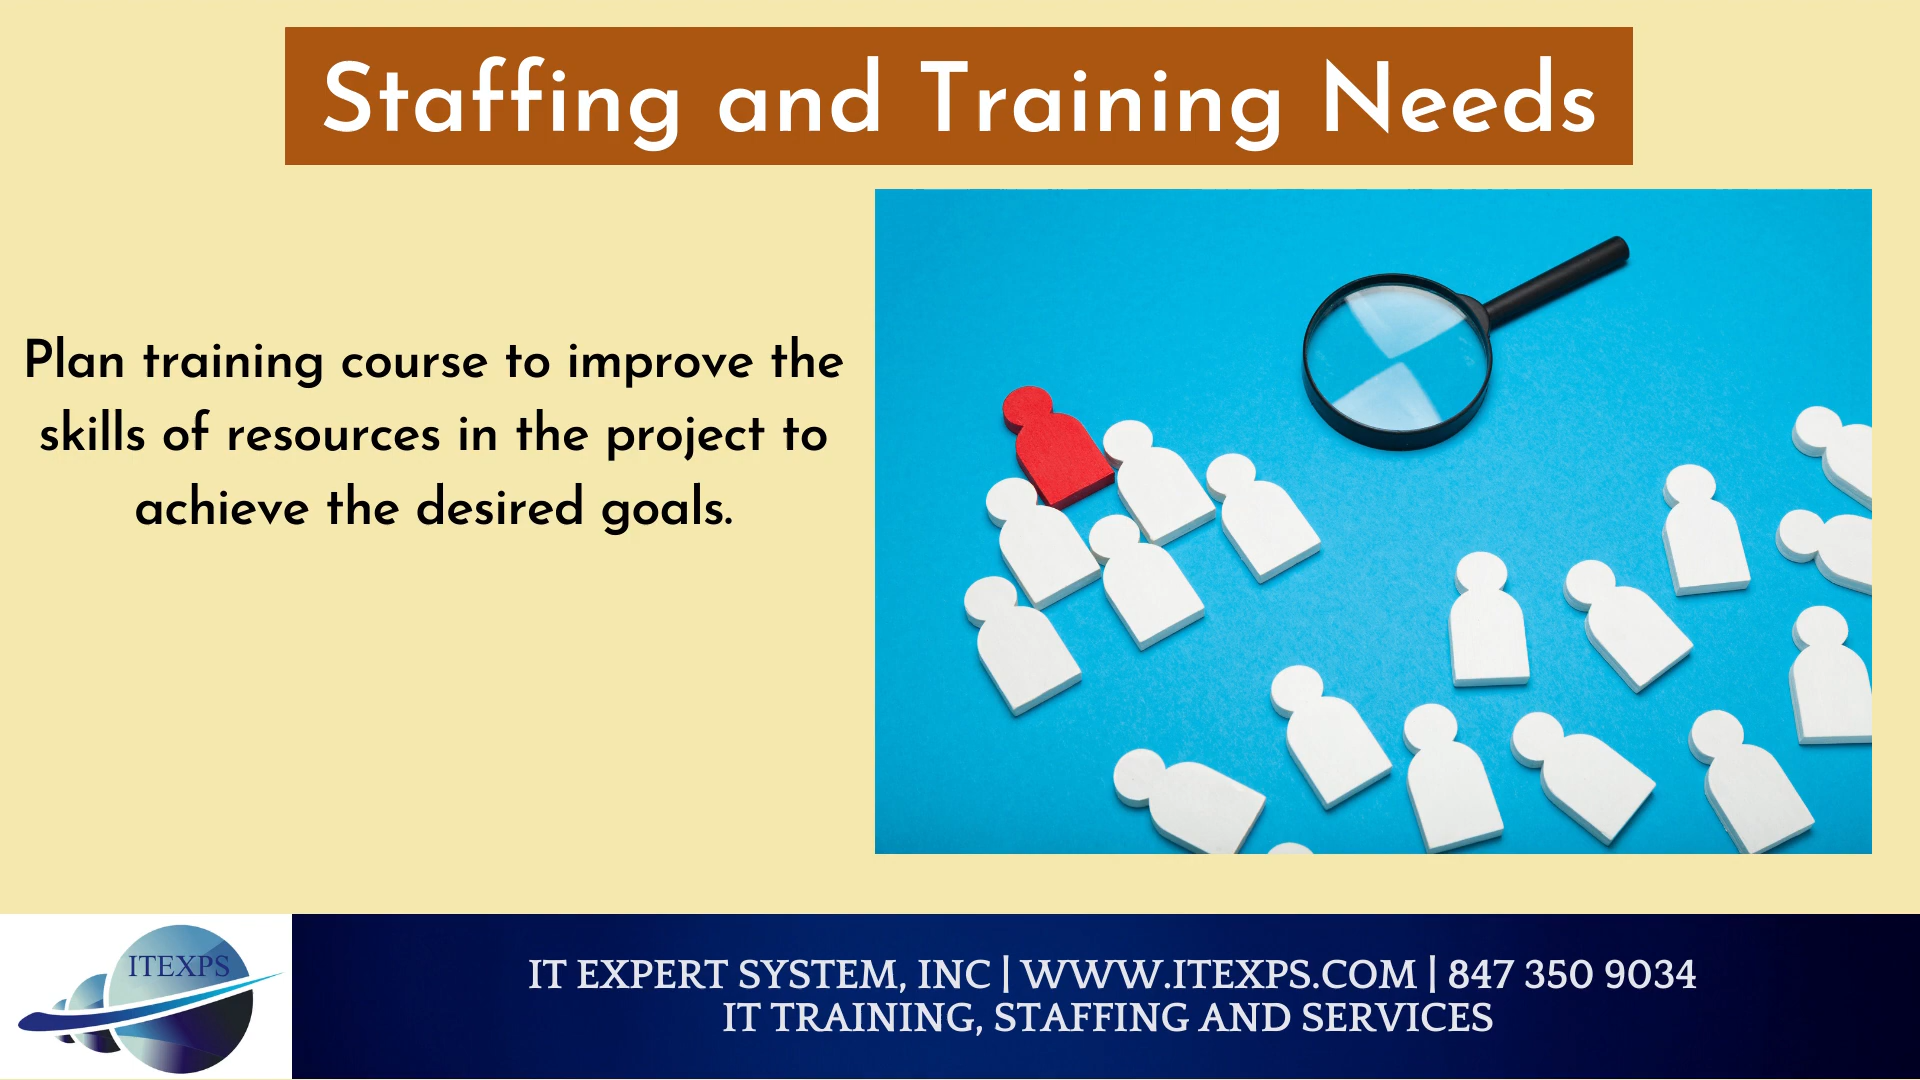 Staffing and Training Needs
Plan training course to improve the
skills of resources in the project to
achieve the desired goals.
ITEXPS
IT EXPERT SYSTEM, INC | WWW.ITEXPS.COM | 847 350 9034
IT TRAINING, STAFFING AND SERVICES